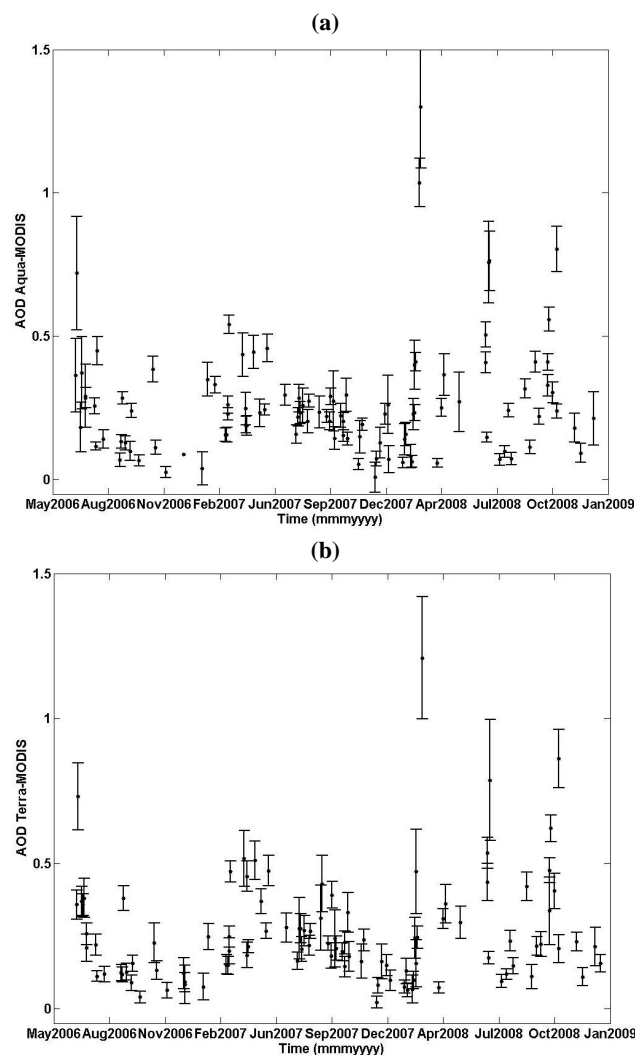 (a)
1.5
1
0.5
0
AOD Aqua-MODIS
May2006 Aug2006 Nov2006 Feb2007 Jun2007 Sep2007 Dec2007 Apr2008 Jul2008 Oct2008 Jan2009
Time (mmmyyyy)
(b)
1.5
1
0.5
0
AOD Terra-MODIS
May2006 Aug2006 Nov2006 Feb2007 Jun2007 Sep2007 Dec2007 Apr2008 Jul2008 Oct2008 Jan2009
Time (mmmyyyy)